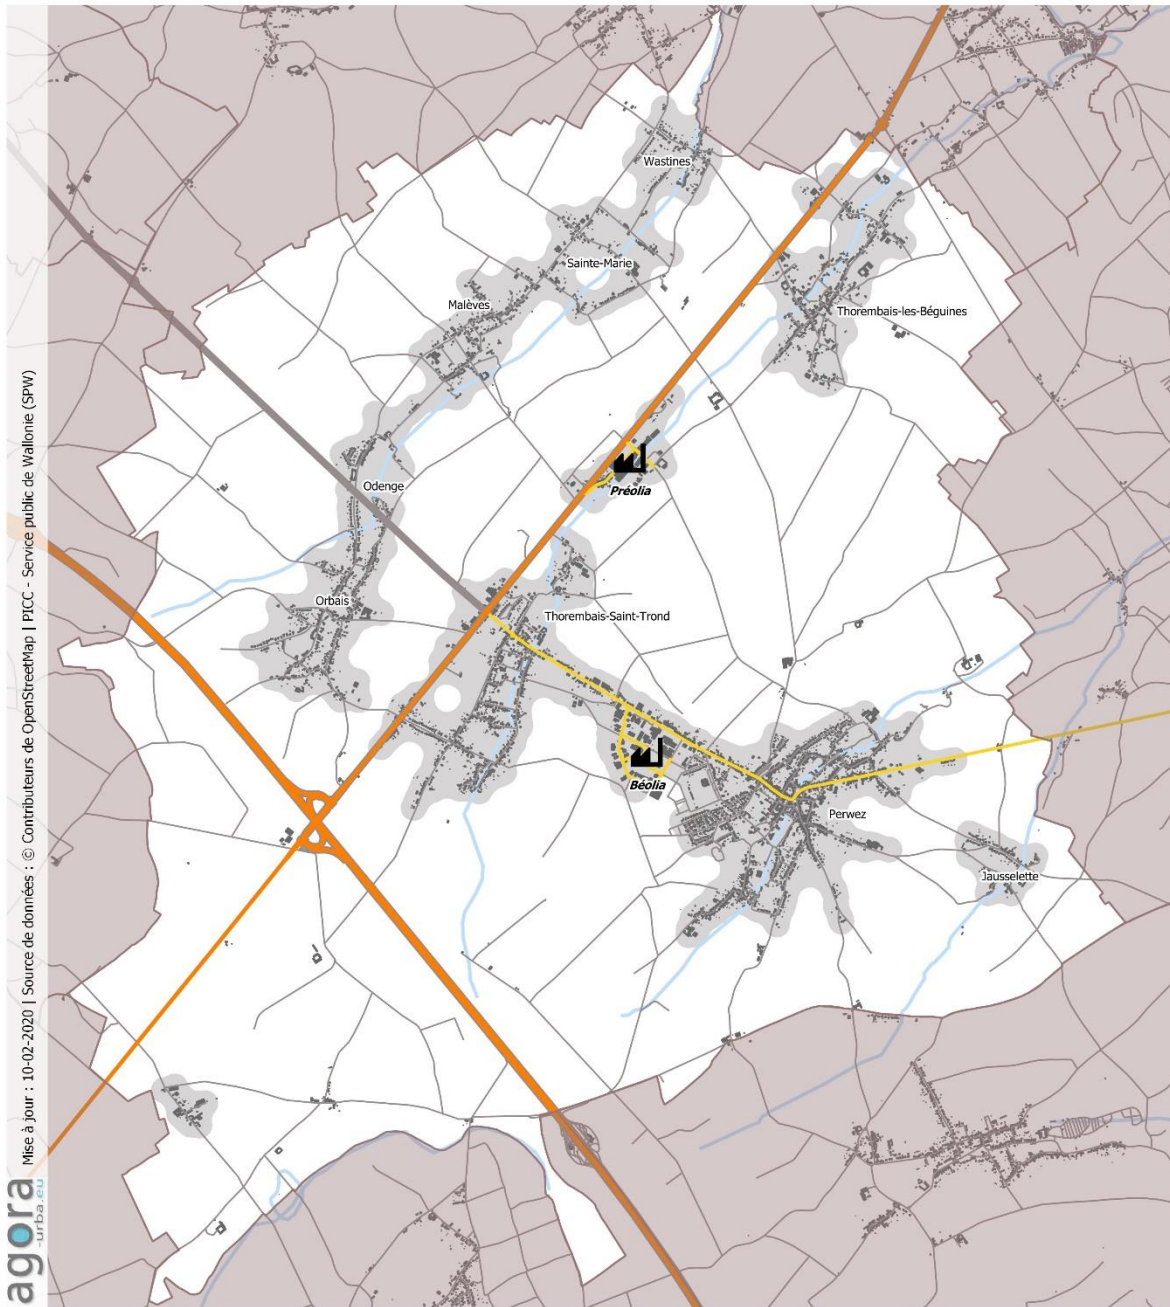 Wastines
Sainte-Marie
Malèves
Thorembais-les-Béguines
Odenge
Préolia
Orbais
Thorembais-Saint-Trond
Béolia
Perwez
Jausselette
agora
-urba.eu
Mise à jour : 10-02-2020 | Source de données : © Contributeurs de OpenStreetMap | PICC - Service public de Wallonie (SPW)